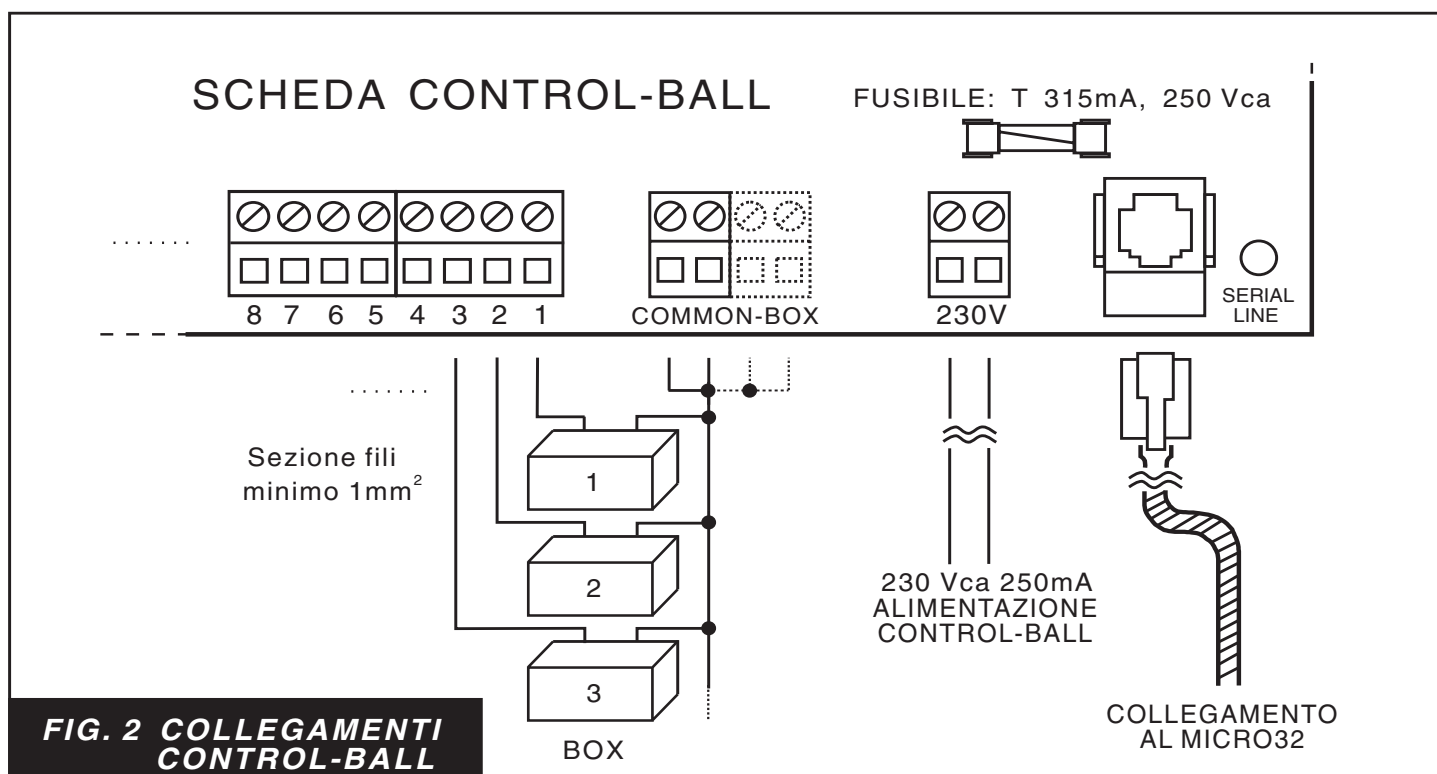 SCHEDA CONTROL-BALL
FUSIBILE: T 315mA, 250 Vca
8 7 6 5 4 3 2 1
COMMON-BOX
230V
SERIAL
LINE
Sezione fili
minimo 1mm²
1
2
3
BOX
230 Vca 250mA
ALIMENTAZIONE
CONTROL-BALL
COLLEGAMENTO
AL MICRO32
FIG. 2 COLLEGAMENTI
CONTROL-BALL